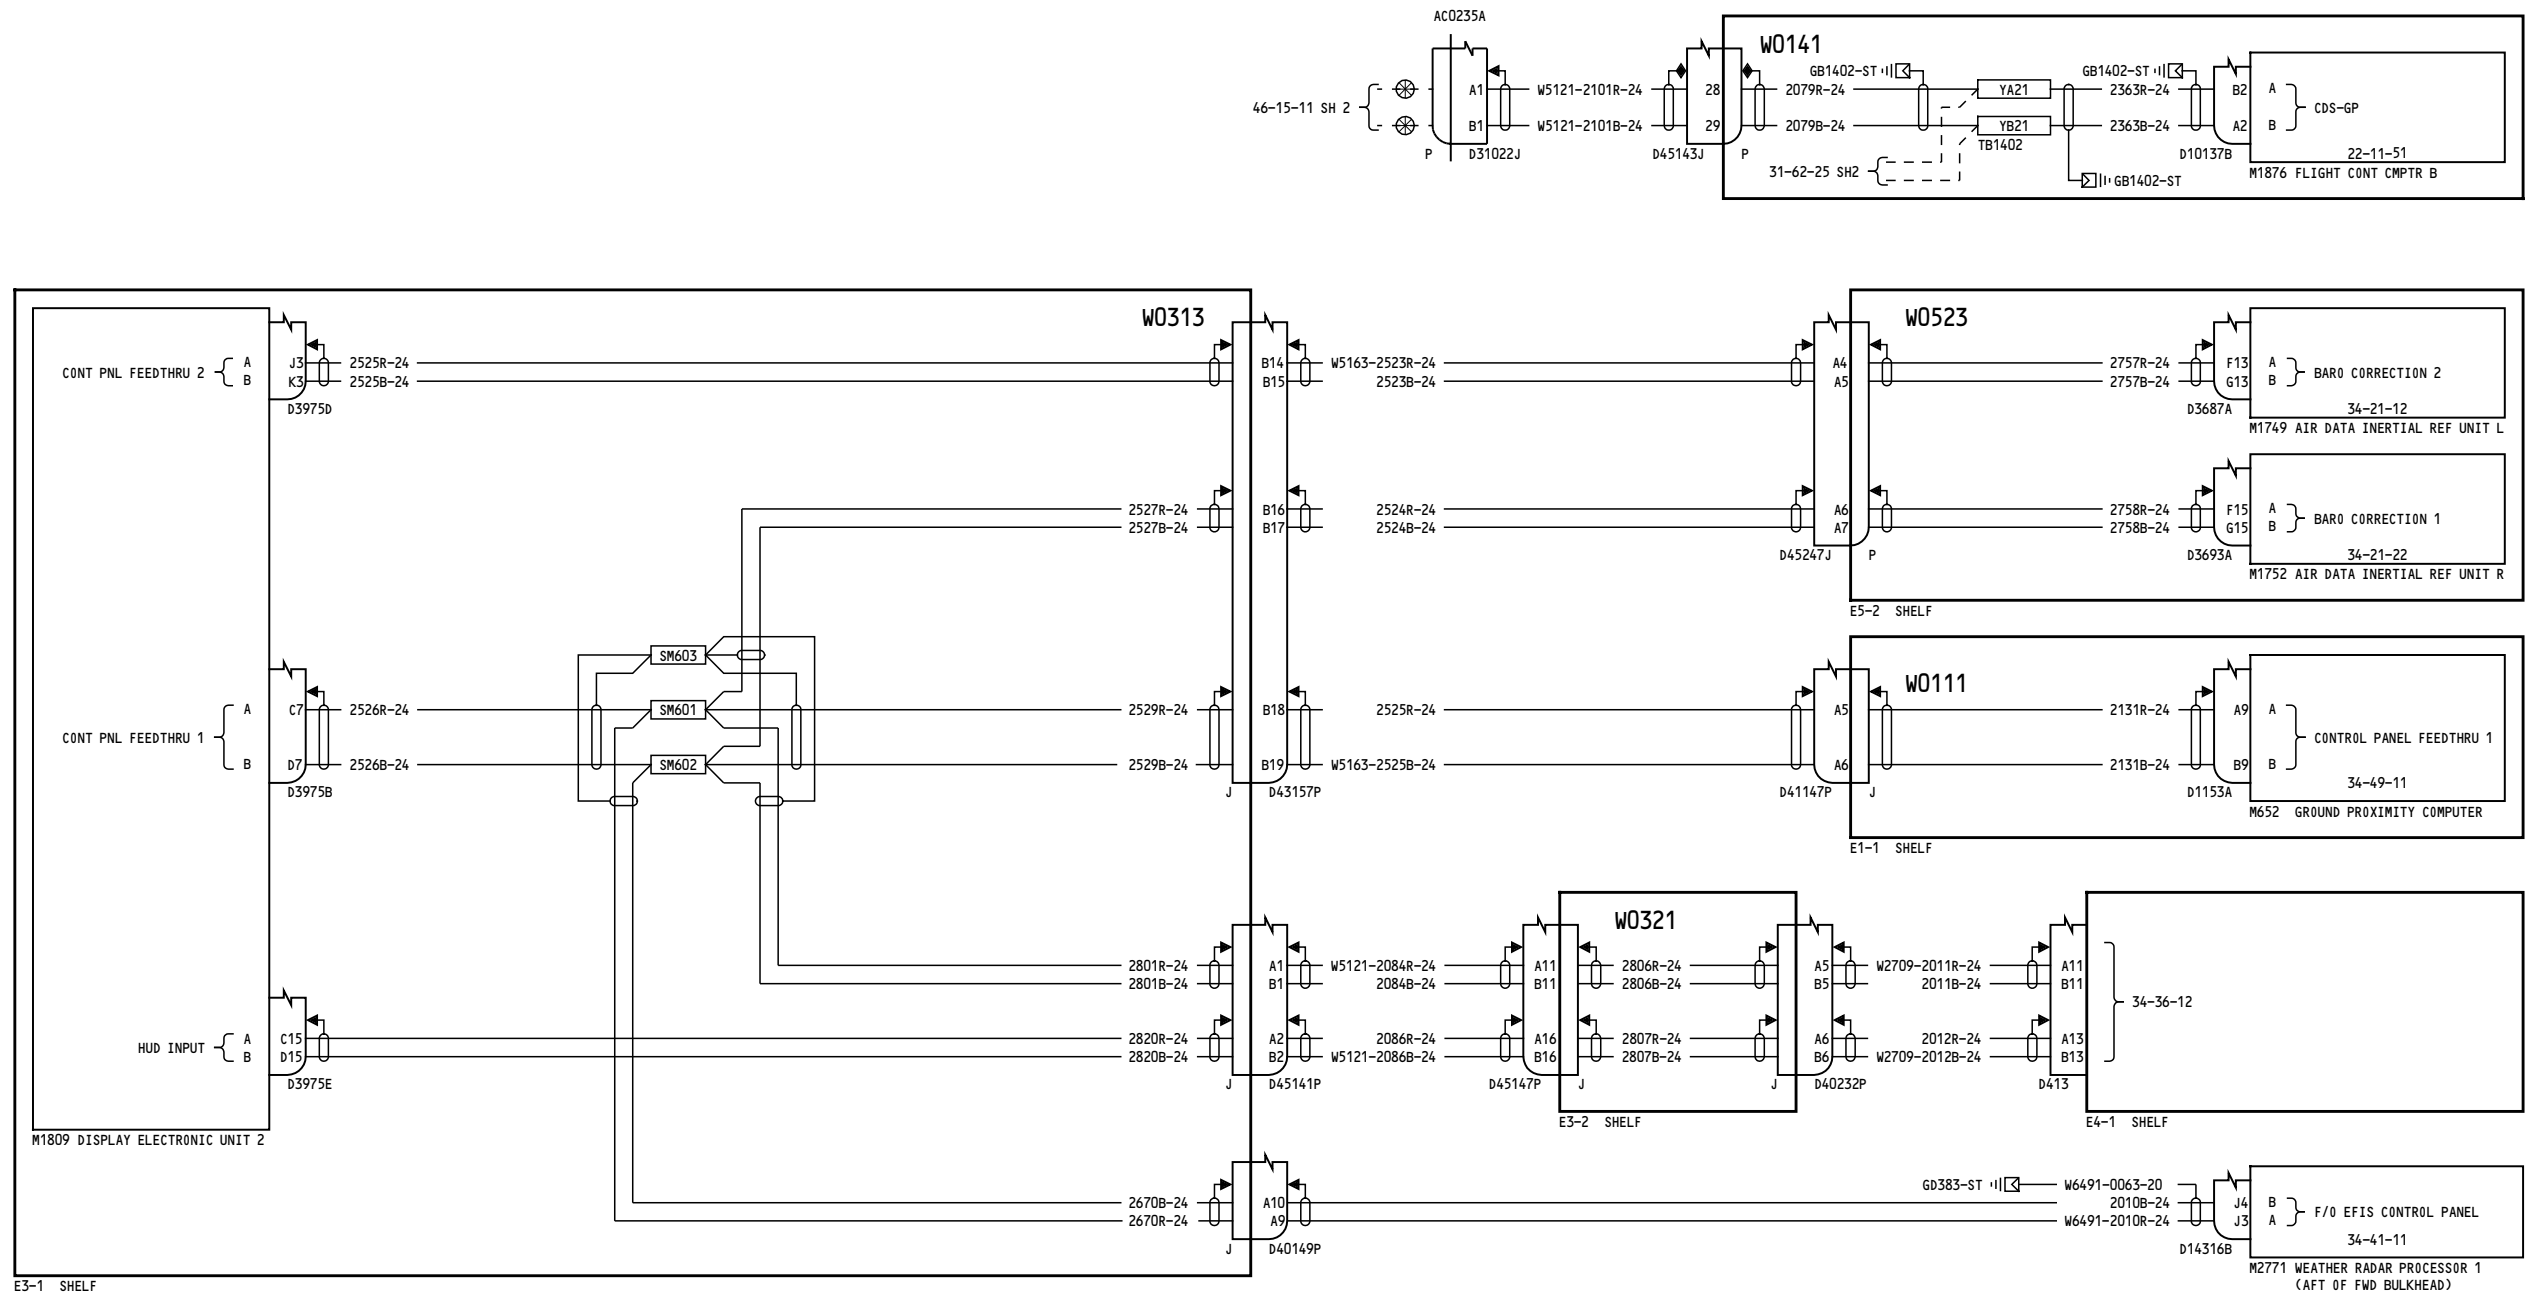 AC0235A
W0141
GB1402-ST
GB1402-ST
46-15-11 SH 2
A1 W5121-2101R-24 28 2079R-24 YA21 2363R-24 B2 A
CDS-GP
B1 W5121-2101B-24 29 2079B-24 YB21 2363B-24 A2 B
P D31022J D45143J P TB1402 D10137B 22-11-51
31-62-25 SH2 GB1402-ST M1876 FLIGHT CONT CMPTR B
W0313 W0523
A J3 2525R-24 B14 W5163-2523R-24 A4 2757R-24 F13 A
CONT PNL FEEDTHRU 2 BARO CORRECTION 2
B K3 2525B-24 B15 2523B-24 A5 2757B-24 G13 B
D3975D D3687A 34-21-12
M1749 AIR DATA INERTIAL REF UNIT L
2527R-24 B16 2524R-24 A6 2758R-24 F15 A
BARO CORRECTION 1
2527B-24 B17 2524B-24 A7 2758B-24 G15 B
D45247J P D3693A 34-21-22
M1752 AIR DATA INERTIAL REF UNIT R
E5-2 SHELF
SM603
W0111
A C7 2526R-24 SM601 2529R-24 B18 2525R-24 A5 2131R-24 A9 A
CONT PNL FEEDTHRU 1 CONTROL PANEL FEEDTHRU 1
B D7 2526B-24 SM602 2529B-24 B19 W5163-2525B-24 A6 2131B-24 B9 B
34-49-11
D3975B J D43157P D41147P J D1153A
M652 GROUND PROXIMITY COMPUTER
E1-1 SHELF
W0321
2801R-24 A1 W5121-2084R-24 A11 2806R-24 A5 W2709-2011R-24 A11
2801B-24 B1 2084B-24 B11 2806B-24 B5 2011B-24 B11
34-36-12
A C15 2820R-24 A2 2086R-24 A16 2807R-24 A6 2012R-24 A13
HUD INPUT
B D15 2820B-24 B2 W5121-2086B-24 B16 2807B-24 B6 W2709-2012B-24 B13
D3975E J D45141P D45147P J J D40232P D413
E3-2 SHELF E4-1 SHELF
M1809 DISPLAY ELECTRONIC UNIT 2
GD383-ST W6491-0063-20
2670B-24 A10 2010B-24 J4 B
F/O EFIS CONTROL PANEL
2670R-24 A9 W6491-2010R-24 J3 A
34-41-11
J D40149P D14316B
M2771 WEATHER RADAR PROCESSOR 1
(AFT OF FWD BULKHEAD)
E3-1 SHELF